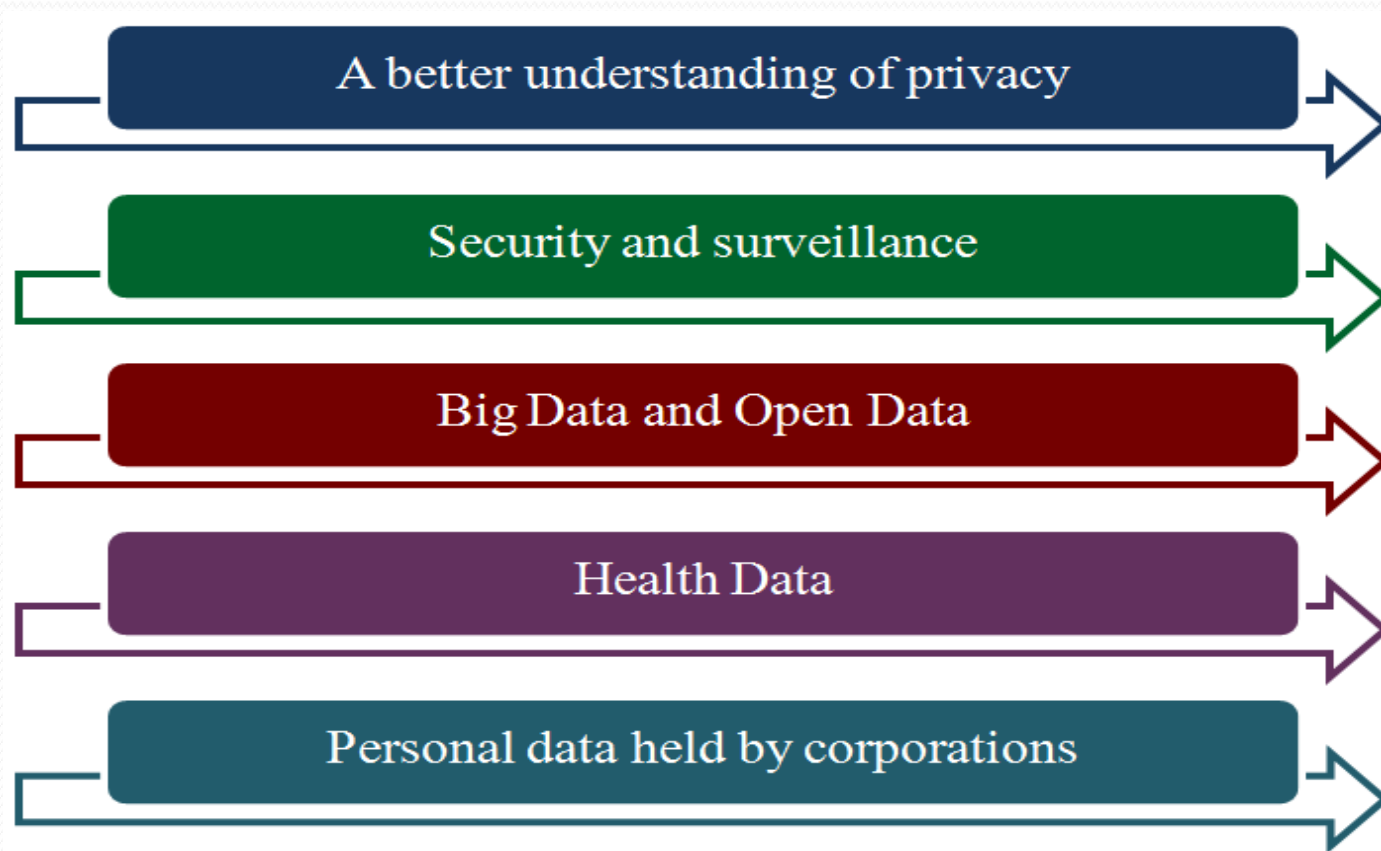 A better understanding of privacy
Security and surveillance
Big Data and Open Data
Health Data
Personal data held by corporations